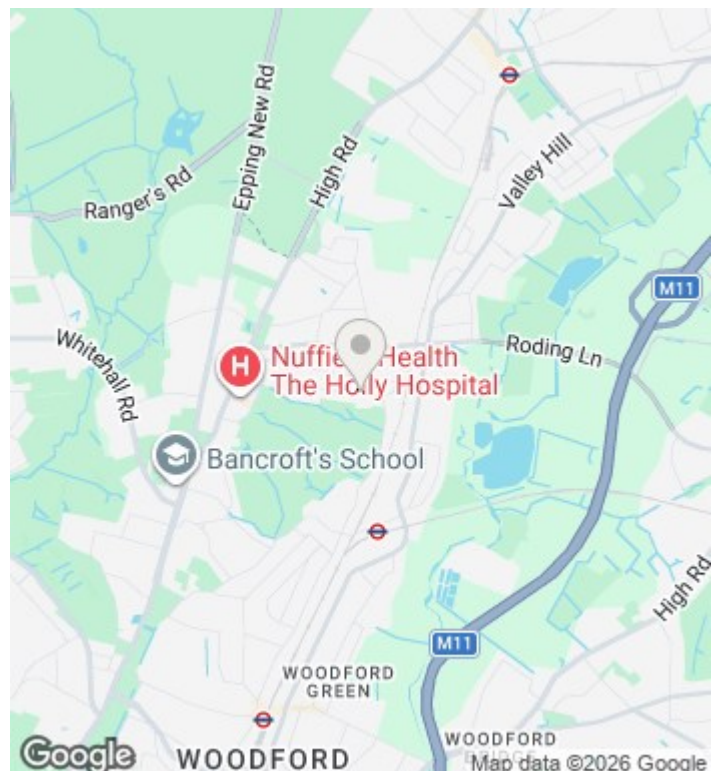 Epping New Rd
High Rd
Ranger's Rd
Valley Hill
M11
Whitehall Rd
Roding Ln
H
Health
The Holly Hospital
Bancroft's School
High Rd
M11
WOODFORD
GREEN
WOODFORD
WOODFORD
Google
Map data ©2026 Google